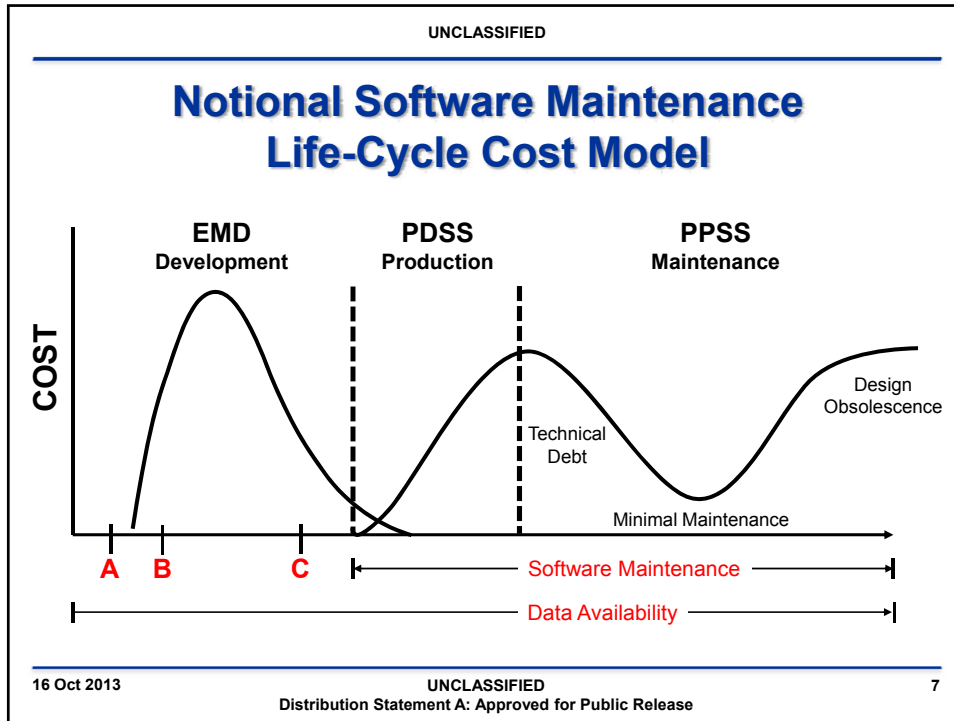 UNCLASSIFIED
Notional Software Maintenance
Life-Cycle Cost Model
EMD
Development
PDSS
Production
PPSS
Maintenance
COST
Design
Obsolescence
Technical
Debt
Minimal Maintenance
A B C
Software Maintenance
Data Availability
16 Oct 2013
UNCLASSIFIED
Distribution Statement A: Approved for Public Release
7